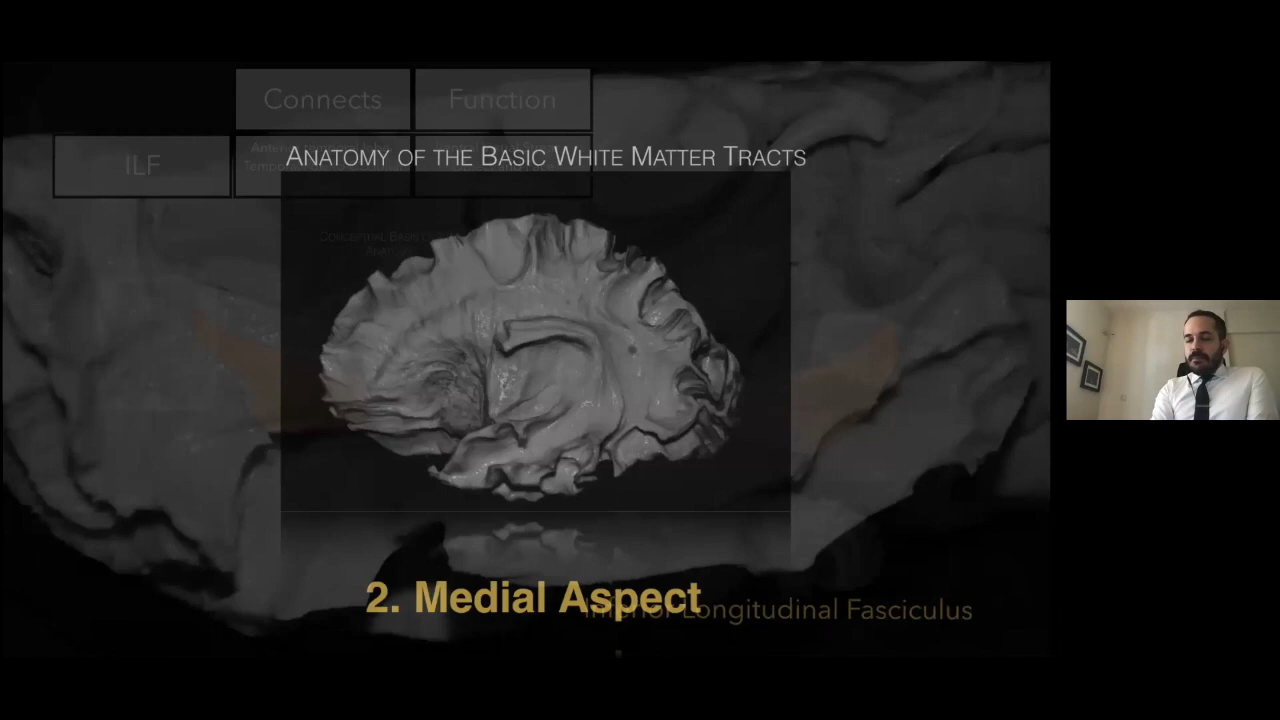 Connects Function
ILF
ANATOMY OF THE BASIC WHITE MATTER TRACTS
2. Medial Aspect
Inferior Longitudinal Fasciculus